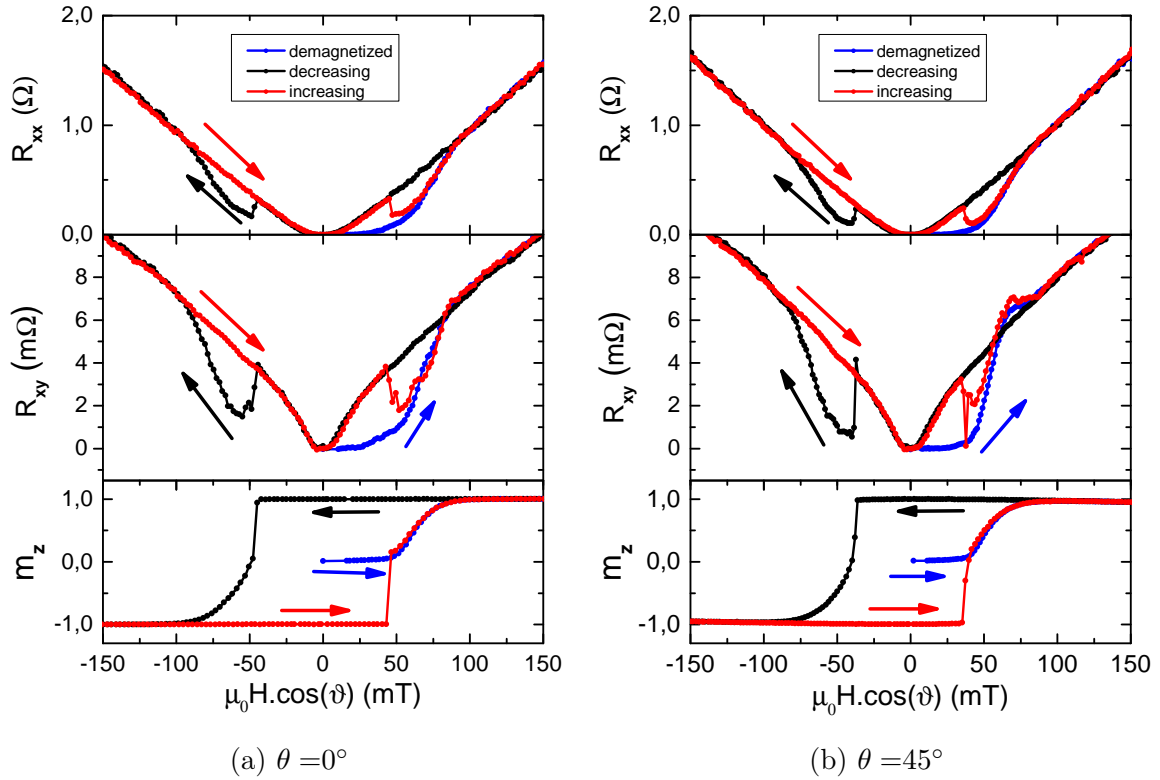 2,0
demagnetized
decreasing
increasing
1,0
0,0
R_xx (Ω)
8
6
4
2
0
R_xy (mΩ)
1,0
0,0
-1,0
m_z
-150 -100 -50 0 50 100 150
μ₀H.cos(ϑ) (mT)
(a) θ =0°
2,0
demagnetized
decreasing
increasing
1,0
0,0
R_xx (Ω)
8
6
4
2
0
R_xy (mΩ)
1,0
0,0
-1,0
m_z
-150 -100 -50 0 50 100 150
μ₀H.cos(ϑ) (mT)
(b) θ =45°